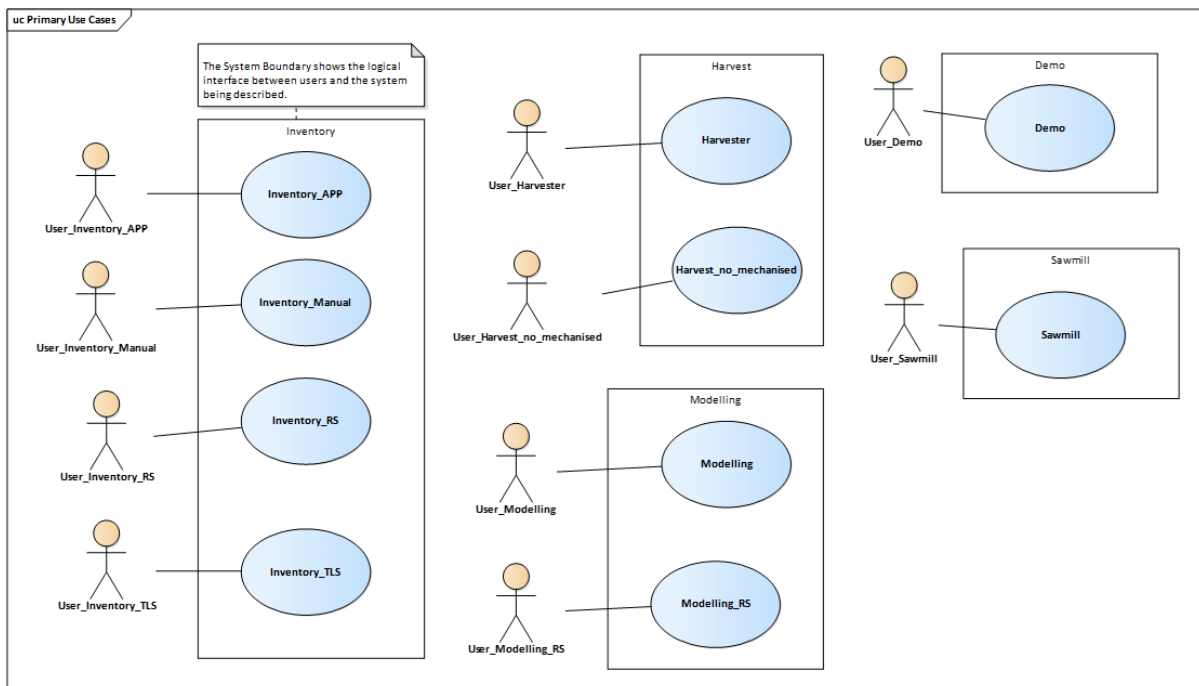 uc Primary Use Cases
The System Boundary shows the logical
interface between users and the system
being described.
Inventory
Inventory_APP
User_Inventory_APP
Inventory_Manual
User_Inventory_Manual
Inventory_RS
User_Inventory_RS
Inventory_TLS
User_Inventory_TLS
Harvest
Harvester
User_Harvester
Harvest_no_mechanised
User_Harvest_no_mechanised
Modelling
Modelling
User_Modelling
Modelling_RS
User_Modelling_RS
Demo
Demo
User_Demo
Sawmill
Sawmill
User_Sawmill